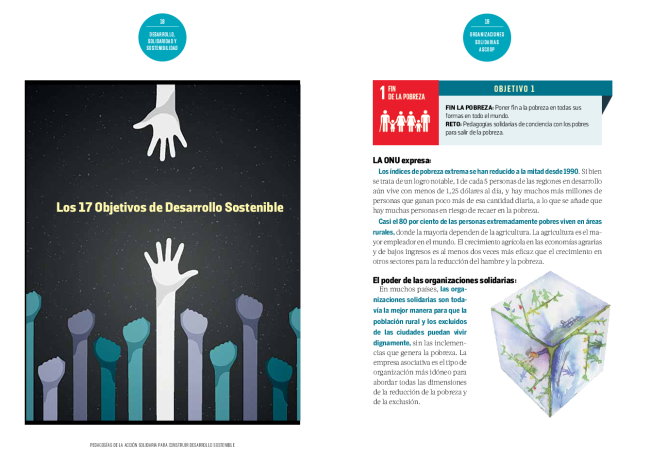 18
DESARROLLO,
SOLIDARIDAD Y
SOSTENIBILIDAD
Los 17 Objetivos de Desarrollo Sostenible
PEDAGOGÍAS DE LA ACCIÓN SOLIDARIA PARA CONSTRUIR DESARROLLO SOSTENIBLE
19
ORGANIZACIONES
SOLIDARIAS
ASCOOP
1 FIN
DE LA POBREZA
OBJETIVO 1
FIN LA POBREZA: Poner fin a la pobreza en todas sus
formas en todo el mundo.
RETO: Pedagogías solidarias de conciencia con los pobres
para salir de la pobreza.
LA ONU expresa:
Los índices de pobreza extrema se han reducido a la mitad desde 1990. Si bien
se trata de un logro notable, 1 de cada 5 personas de las regiones en desarrollo
aún vive con menos de 1,25 dólares al día, y hay muchos más millones de
personas que ganan poco más de esa cantidad diaria, a lo que se añade que
hay muchas personas en riesgo de recaer en la pobreza.
Casi el 80 por ciento de las personas extremadamente pobres viven en áreas
rurales, donde la mayoría dependen de la agricultura. La agricultura es el ma-
yor empleador en el mundo. El crecimiento agrícola en las economías agrarias
y de bajos ingresos es al menos dos veces más eficaz que el crecimiento en
otros sectores para la reducción del hambre y la pobreza.
El poder de las organizaciones solidarias:
En muchos países, las orga-
nizaciones solidarias son toda-
vía la mejor manera para que la
población rural y los excluidos
de las ciudades puedan vivir
dignamente, sin las inclemen-
cias que genera la pobreza. La
empresa asociativa es el tipo de
organización más idóneo para
abordar todas las dimensiones
de la reducción de la pobreza y
de la exclusión.